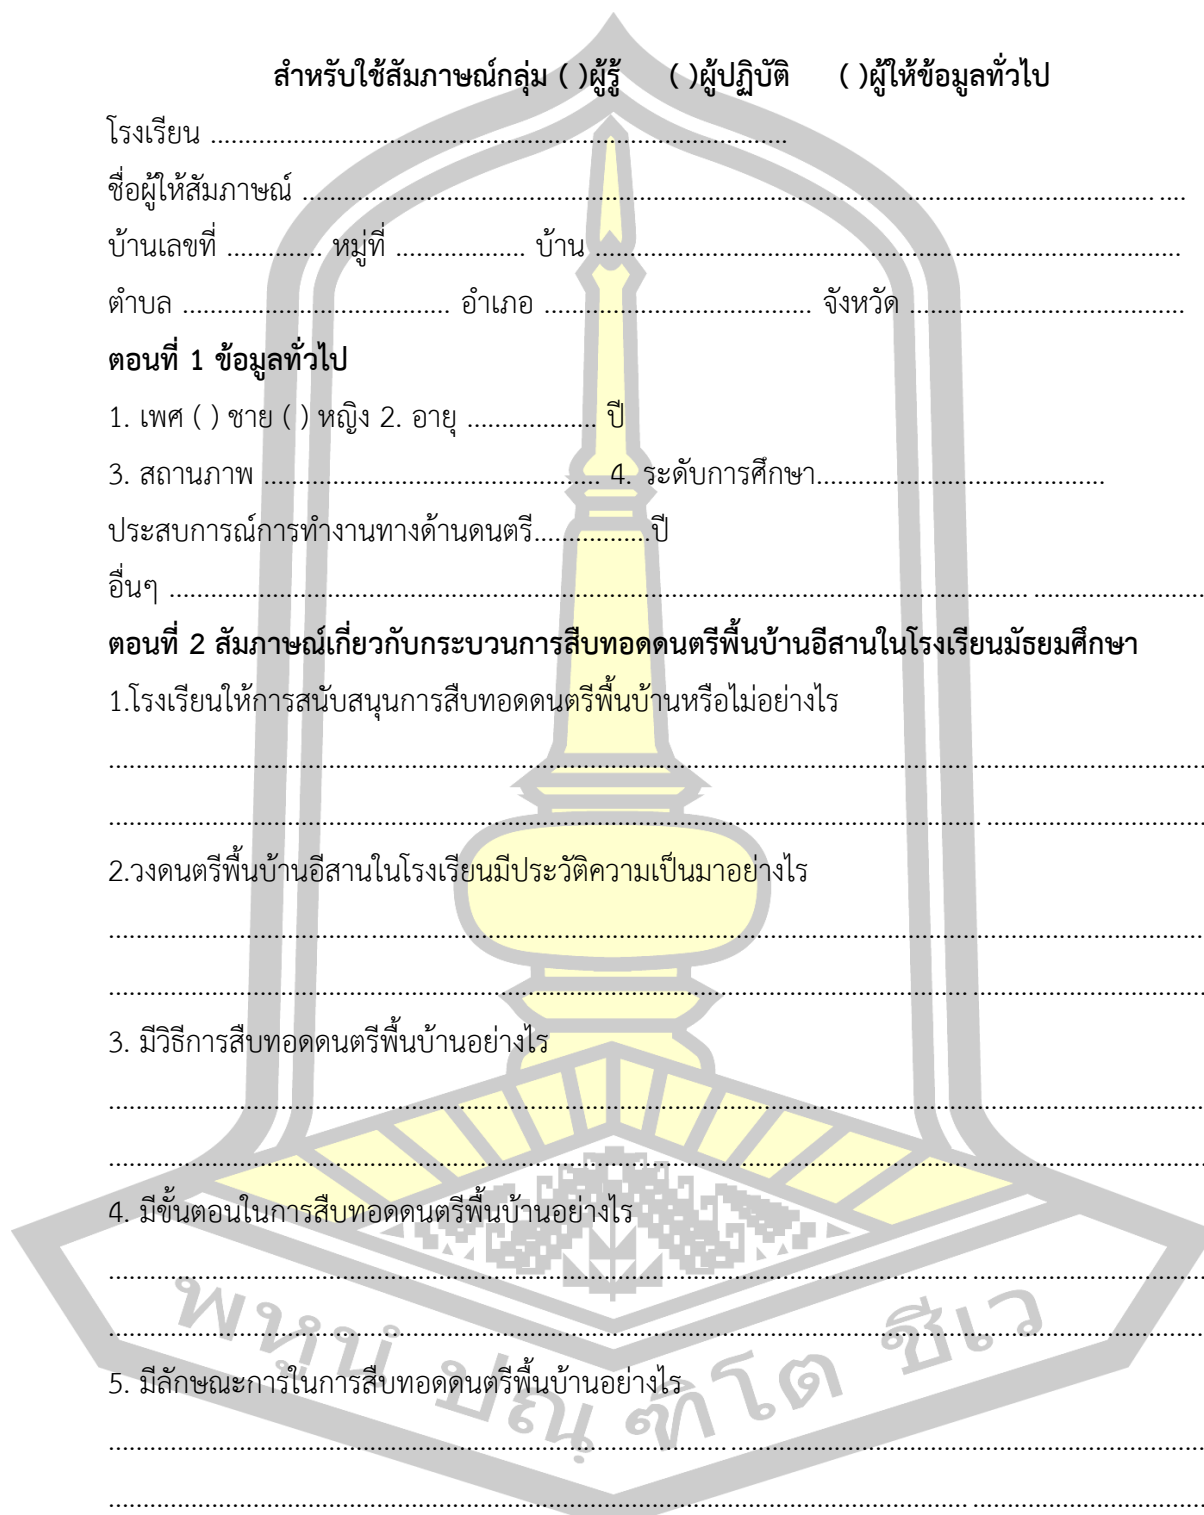 สำหรับใช้สัมภาษณ์กลุ่ม ( )ผู้รู้ ( )ผู้ปฏิบัติ ( )ผู้ให้ข้อมูลทั่วไป
โรงเรียน ....................................................................................
ชื่อผู้ให้สัมภาษณ์ ............................................................................................................................. ....
บ้านเลขที่ .............. หมู่ที่ ................... บ้าน .....................................................................................
ตำบล ....................................... อำเภอ ....................................... จังหวัด ........................................
ตอนที่ 1 ข้อมูลทั่วไป
1. เพศ ( ) ชาย ( ) หญิง 2. อายุ ................... ปี
3. สถานภาพ ................................................. 4. ระดับการศึกษา..........................................
ประสบการณ์การทำงานทางด้านดนตรี.................ปี
อื่นๆ ............................................................................................................................. .........................
ตอนที่ 2 สัมภาษณ์เกี่ยวกับกระบวนการสืบทอดดนตรีพื้นบ้านอีสานในโรงเรียนมัธยมศึกษา
1.โรงเรียนให้การสนับสนุนการสืบทอดดนตรีพื้นบ้านหรือไม่อย่างไร
............................................................................................................................. .................................
............................................................................................................................... ...............................
2.วงดนตรีพื้นบ้านอีสานในโรงเรียนมีประวัติความเป็นมาอย่างไร
...................................... .........................................................................................................................
............................................................................................................................. .................................
3. มีวิธีการสืบทอดดนตรีพื้นบ้านอย่างไร
........................................................ .......................................................................................................
............................................................................................................................. .................................
4. มีขั้นตอนในการสืบทอดดนตรีพื้นบ้านอย่างไร
............................................................................................................................. .................................
................................................................................................................................................................
5. มีลักษณะการในการสืบทอดดนตรีพื้นบ้านอย่างไร
.......................................................................................... .....................................................................
............................................................................................................................. .................................
พหุนํ ปณฺฑิโต ชีเว